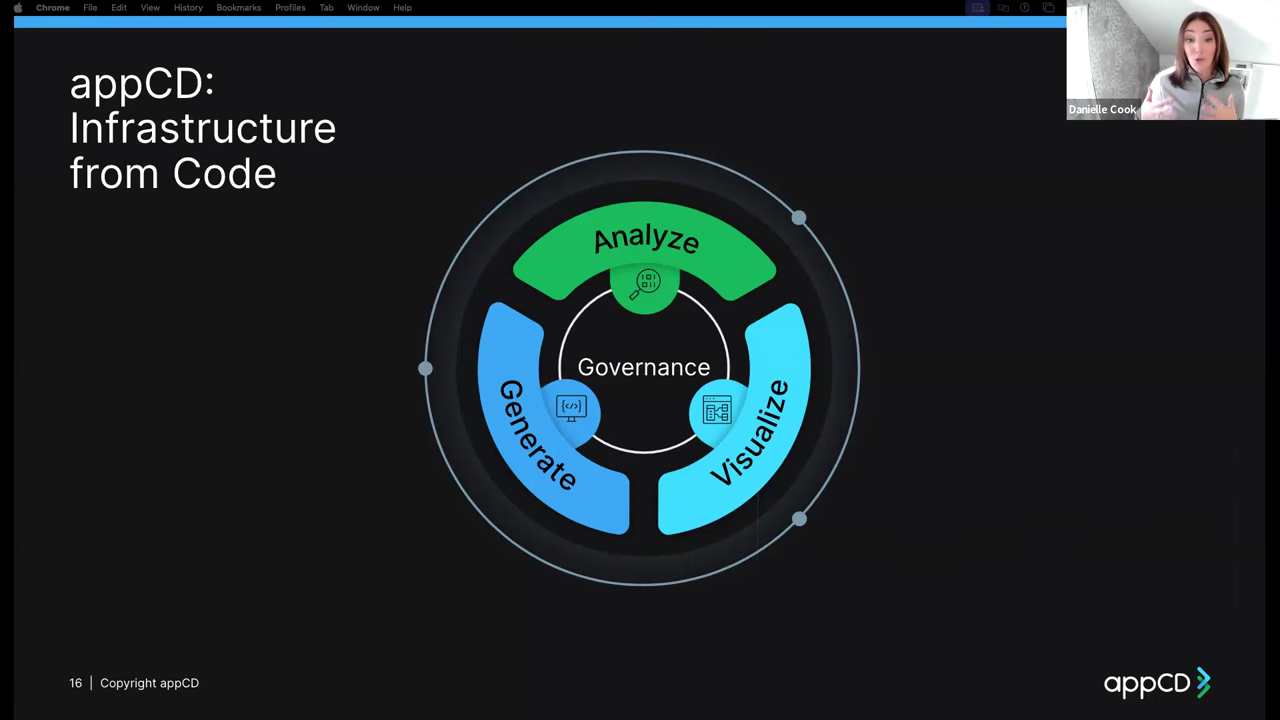 Chrome File Edit View History Bookmarks Profiles Tab Window Help
Danielle Cook
appCD:
Infrastructure
from Code
Analyze
Governance
Generate
Visualize
16 | Copyright appCD
appCD